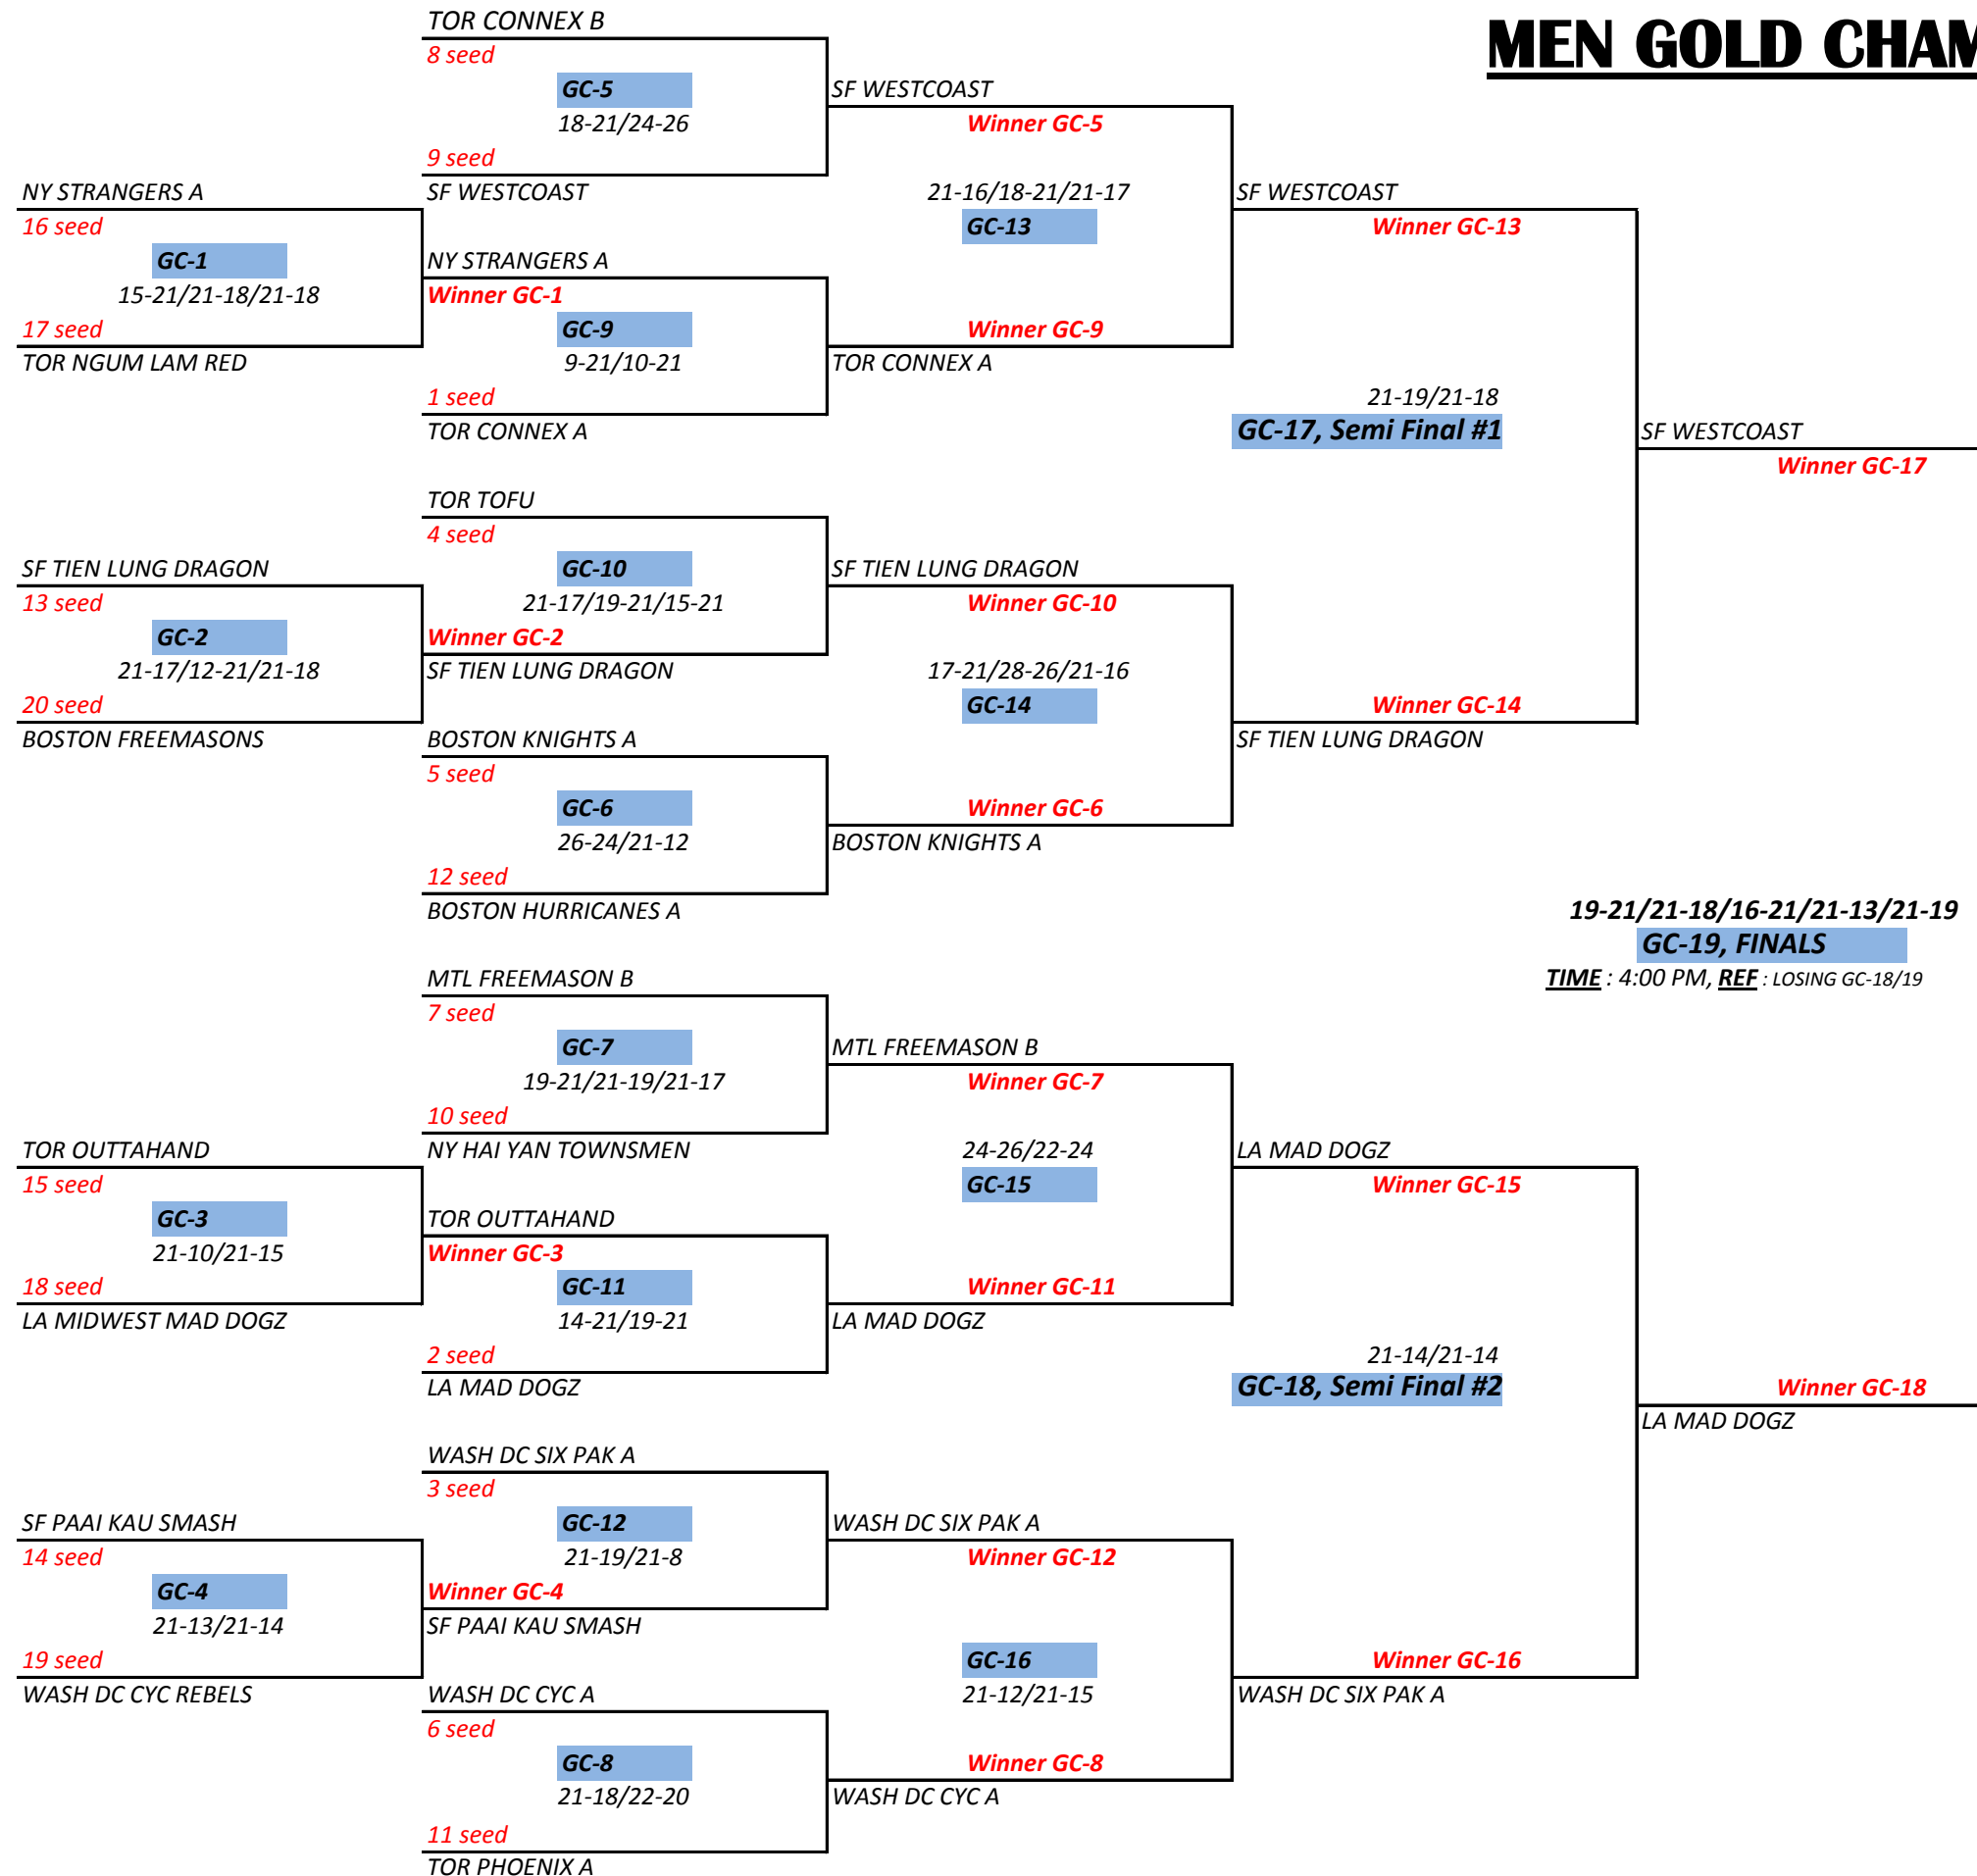 TOR CONNEX B
MEN GOLD CHAM
8 seed
GC-5
SF WESTCOAST
18-21/24-26
Winner GC-5
9 seed
NY STRANGERS A
SF WESTCOAST
21-16/18-21/21-17
SF WESTCOAST
16 seed
GC-13
Winner GC-13
GC-1
NY STRANGERS A
15-21/21-18/21-18
Winner GC-1
17 seed
GC-9
Winner GC-9
TOR NGUM LAM RED
9-21/10-21
TOR CONNEX A
1 seed
21-19/21-18
TOR CONNEX A
GC-17, Semi Final #1
SF WESTCOAST
Winner GC-17
TOR TOFU
4 seed
SF TIEN LUNG DRAGON
GC-10
SF TIEN LUNG DRAGON
13 seed
21-17/19-21/15-21
Winner GC-10
GC-2
Winner GC-2
21-17/12-21/21-18
SF TIEN LUNG DRAGON
17-21/28-26/21-16
20 seed
GC-14
Winner GC-14
BOSTON FREEMASONS
BOSTON KNIGHTS A
SF TIEN LUNG DRAGON
5 seed
GC-6
Winner GC-6
26-24/21-12
BOSTON KNIGHTS A
12 seed
BOSTON HURRICANES A
19-21/21-18/16-21/21-13/21-19
GC-19, FINALS
MTL FREEMASON B
TIME : 4:00 PM, REF : LOSING GC-18/19
7 seed
GC-7
MTL FREEMASON B
19-21/21-19/21-17
Winner GC-7
10 seed
TOR OUTTAHAND
NY HAI YAN TOWNSMEN
24-26/22-24
LA MAD DOGZ
15 seed
GC-15
Winner GC-15
GC-3
TOR OUTTAHAND
21-10/21-15
Winner GC-3
18 seed
GC-11
Winner GC-11
LA MIDWEST MAD DOGZ
14-21/19-21
LA MAD DOGZ
2 seed
21-14/21-14
LA MAD DOGZ
GC-18, Semi Final #2
Winner GC-18
LA MAD DOGZ
WASH DC SIX PAK A
3 seed
SF PAAI KAU SMASH
GC-12
WASH DC SIX PAK A
14 seed
21-19/21-8
Winner GC-12
GC-4
Winner GC-4
21-13/21-14
SF PAAI KAU SMASH
19 seed
GC-16
Winner GC-16
WASH DC CYC REBELS
WASH DC CYC A
21-12/21-15
WASH DC SIX PAK A
6 seed
GC-8
Winner GC-8
21-18/22-20
WASH DC CYC A
11 seed
TOR PHOENIX A